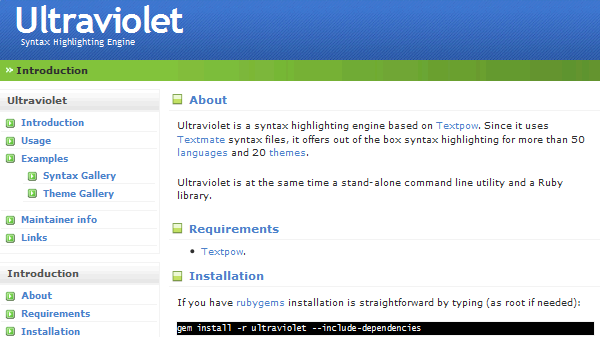 Ultraviolet
Syntax Highlighting Engine
» Introduction
Ultraviolet
Introduction
Usage
Examples
Syntax Gallery
Theme Gallery
Maintainer info
Links
Introduction
About
Requirements
Installation
About
Ultraviolet is a syntax highlighting engine based on Textpow. Since it uses
Textmate syntax files, it offers out of the box syntax highlighting for more than 50
languages and 20 themes.
Ultraviolet is at the same time a stand-alone command line utility and a Ruby
library.
Requirements
• Textpow.
Installation
If you have rubygems installation is straightforward by typing (as root if needed):
gem install -r ultraviolet --include-dependencies